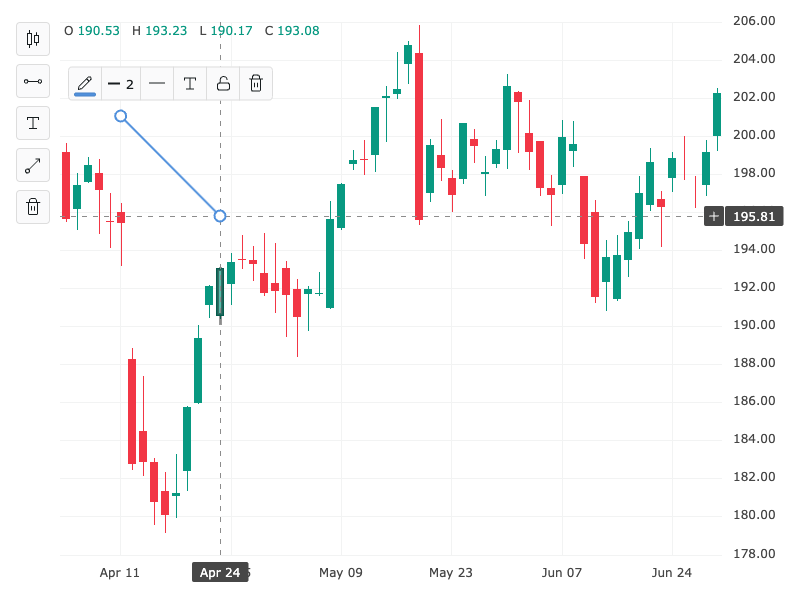 O 190.53 H 193.23 L 190.17 C 193.08
2
T
T
206.00
204.00
202.00
200.00
198.00
195.81
194.00
192.00
190.00
188.00
186.00
184.00
182.00
180.00
178.00
Apr 11
Apr 24
May 09
May 23
Jun 07
Jun 24